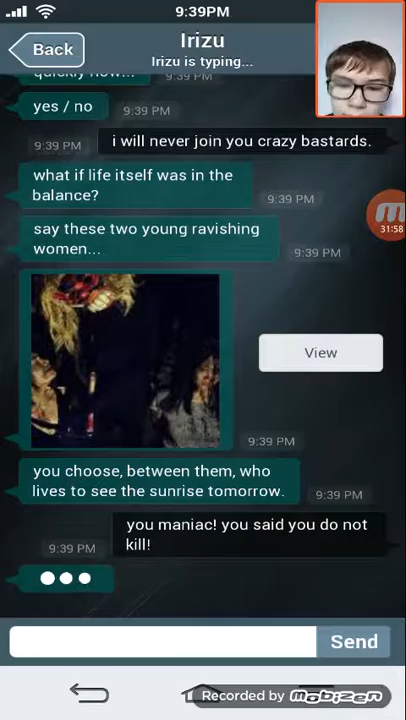 9:39PM
Back
Irizu
Irizu is typing...
9:39 PM
yes / no
9:39 PM
i will never join you crazy bastards.
9:39 PM
what if life itself was in the
balance?
9:39 PM
say these two young ravishing
women...
9:39 PM
31:58
View
9:39 PM
you choose, between them, who
lives to see the sunrise tomorrow.
9:39 PM
you maniac! you said you do not
kill!
9:39 PM
Send
Recorded by mobizen